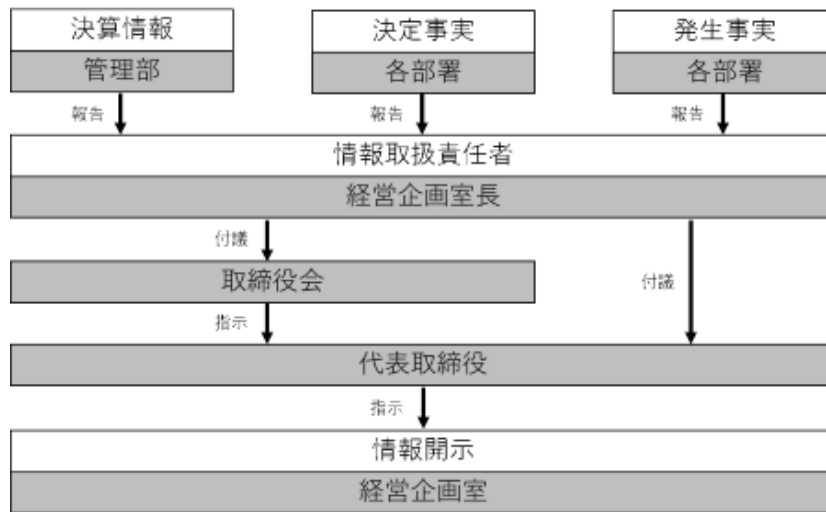 決算情報
決定事実
発生事実
管理部
各部署
各部署
報告
報告
報告
情報取扱責任者
経営企画室長
付議
取締役会
付議
指示
代表取締役
指示
情報開示
経営企画室